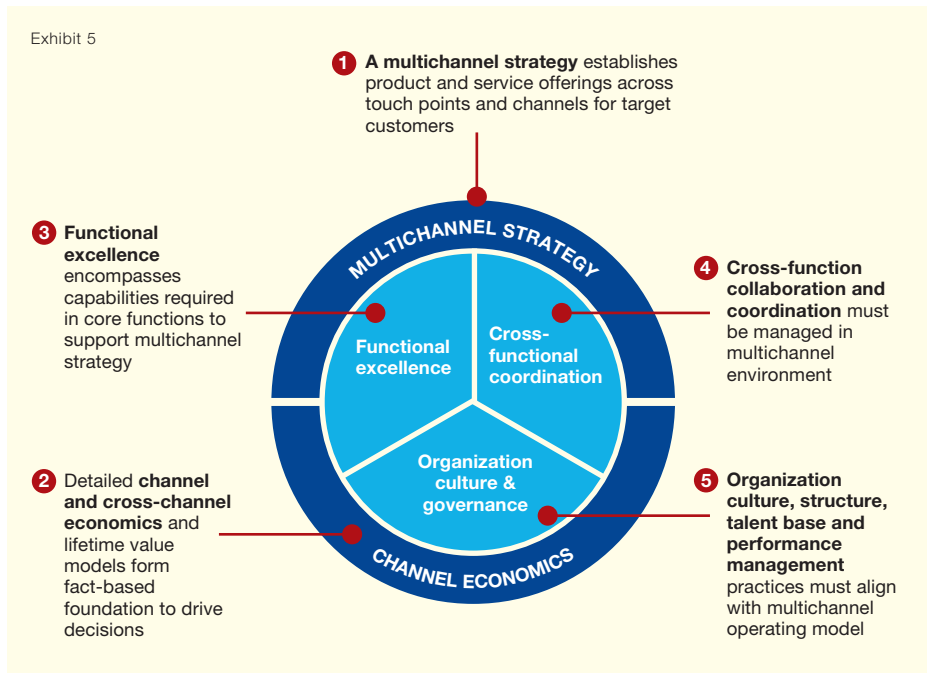 Exhibit 5
1
A multichannel strategy establishes
product and service offerings across
touch points and channels for target
customers
3
Functional
excellence
encompasses
capabilities required
in core functions to
support multichannel
strategy
4
Cross-function
collaboration and
coordination must
be managed in
multichannel
environment
MULTICHANNEL STRATEGY
Functional
excellence
Cross-
functional
coordination
Organization
culture &
governance
CHANNEL ECONOMICS
2
Detailed channel
and cross-channel
economics and
lifetime value
models form
fact-based
foundation to drive
decisions
5
Organization
culture, structure,
talent base and
performance
management
practices must align
with multichannel
operating model